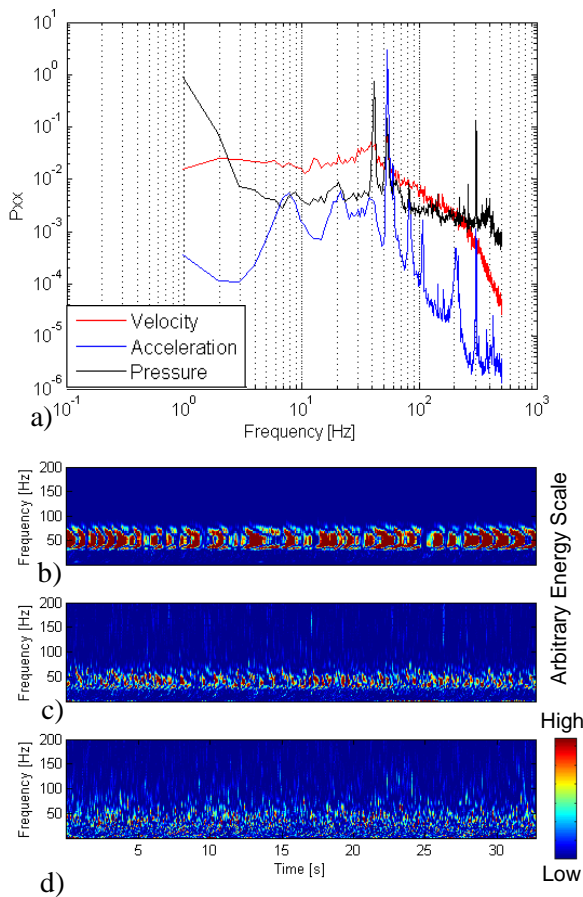 10^1
10^0
10^-1
10^-2
10^-3
10^-4
10^-5
10^-6
Pxx
Velocity
Acceleration
Pressure
10^-1 10^0 10^1 10^2 10^3
a)
Frequency [Hz]
200
150
100
50
Frequency [Hz]
b)
200
150
100
50
Frequency [Hz]
c)
200
150
100
50
Frequency [Hz]
5 10 15 20 25 30
Time [s]
d)
Arbitrary Energy Scale
High
Low